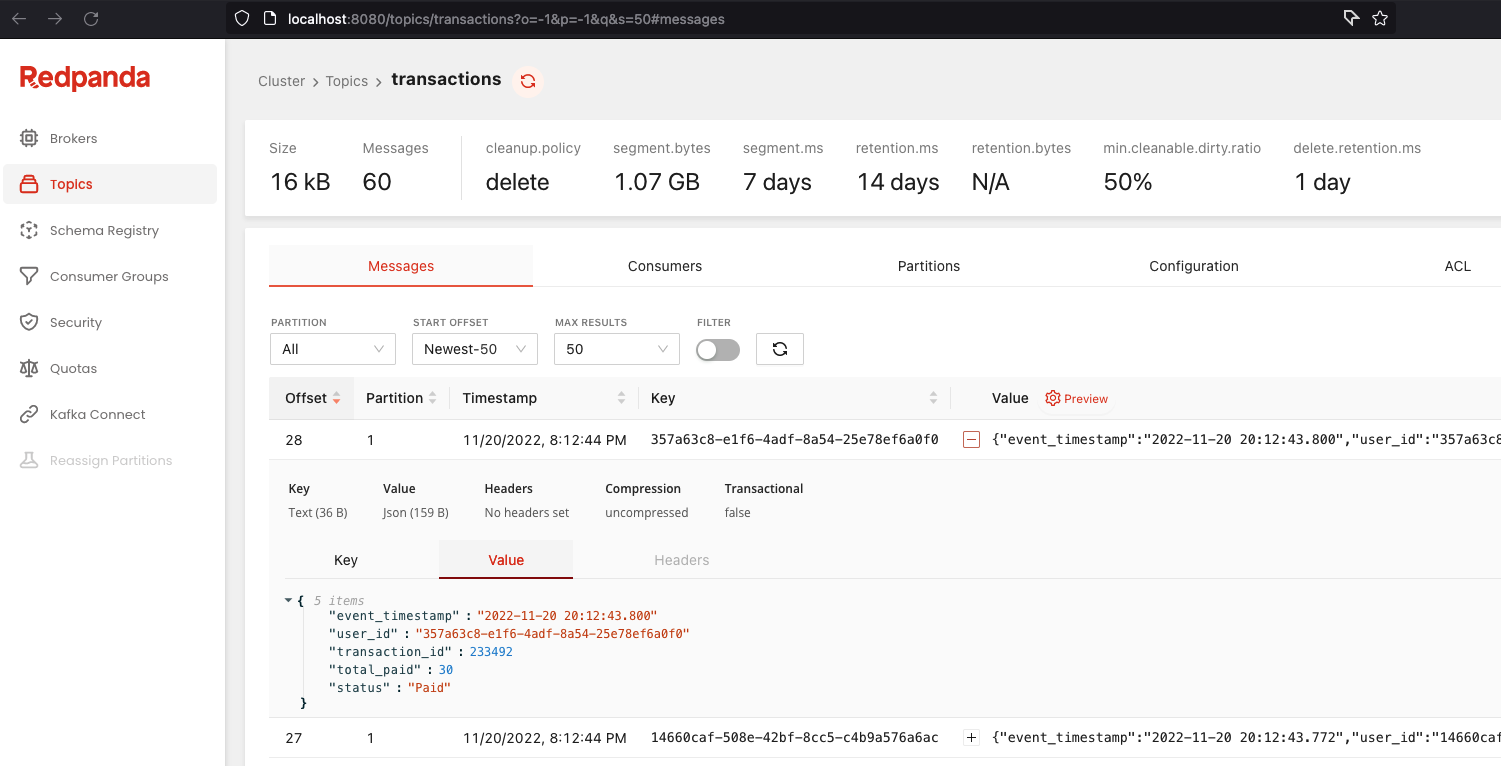 localhost:8080/topics/transactions?o=-1&p=-1&q&s=50#messages
Redpanda
Brokers
Topics
Schema Registry
Consumer Groups
Security
Quotas
Kafka Connect
Reassign Partitions
Cluster > Topics > transactions
Size Messages cleanup.policy segment.bytes segment.ms retention.ms retention.bytes min.cleanable.dirty.ratio delete.retention.ms
16 kB 60 delete 1.07 GB 7 days 14 days N/A 50% 1 day
Messages Consumers Partitions Configuration ACL
PARTITION START OFFSET MAX RESULTS FILTER
All Newest-50 50
Offset Partition Timestamp Key Value Preview
28 1 11/20/2022, 8:12:44 PM 357a63c8-e1f6-4adf-8a54-25e78ef6a0f0 {"event_timestamp":"2022-11-20 20:12:43.800","user_id":"357a63c8
Key Value Headers Compression Transactional
Text (36 B) Json (159 B) No headers set uncompressed false
Key Value Headers
{ 5 items
"event_timestamp" : "2022-11-20 20:12:43.800"
"user_id" : "357a63c8-e1f6-4adf-8a54-25e78ef6a0f0"
"transaction_id" : 233492
"total_paid" : 30
"status" : "Paid"
}
27 1 11/20/2022, 8:12:44 PM 14660caf-508e-42bf-8cc5-c4b9a576a6ac {"event_timestamp":"2022-11-20 20:12:43.772","user_id":"14660caf